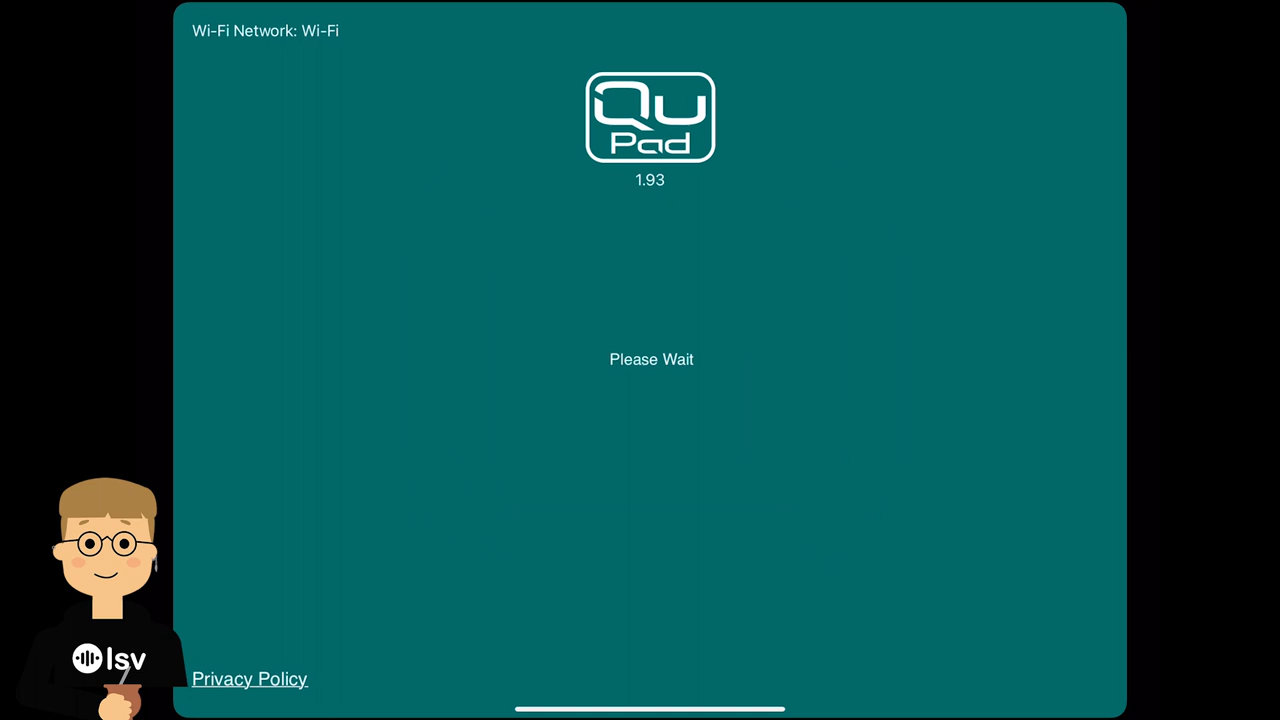 Wi-Fi Network: Wi-Fi
Qu
Pad
1.93
Please Wait
lsv
Privacy Policy